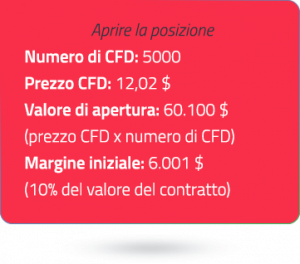 Aprire la posizione
Numero di CFD: 5000
Prezzo CFD: 12,02 $
Valore di apertura: 60.100 $
(prezzo CFD x numero di CFD)
Margine iniziale: 6.001 $
(10% del valore del contratto)